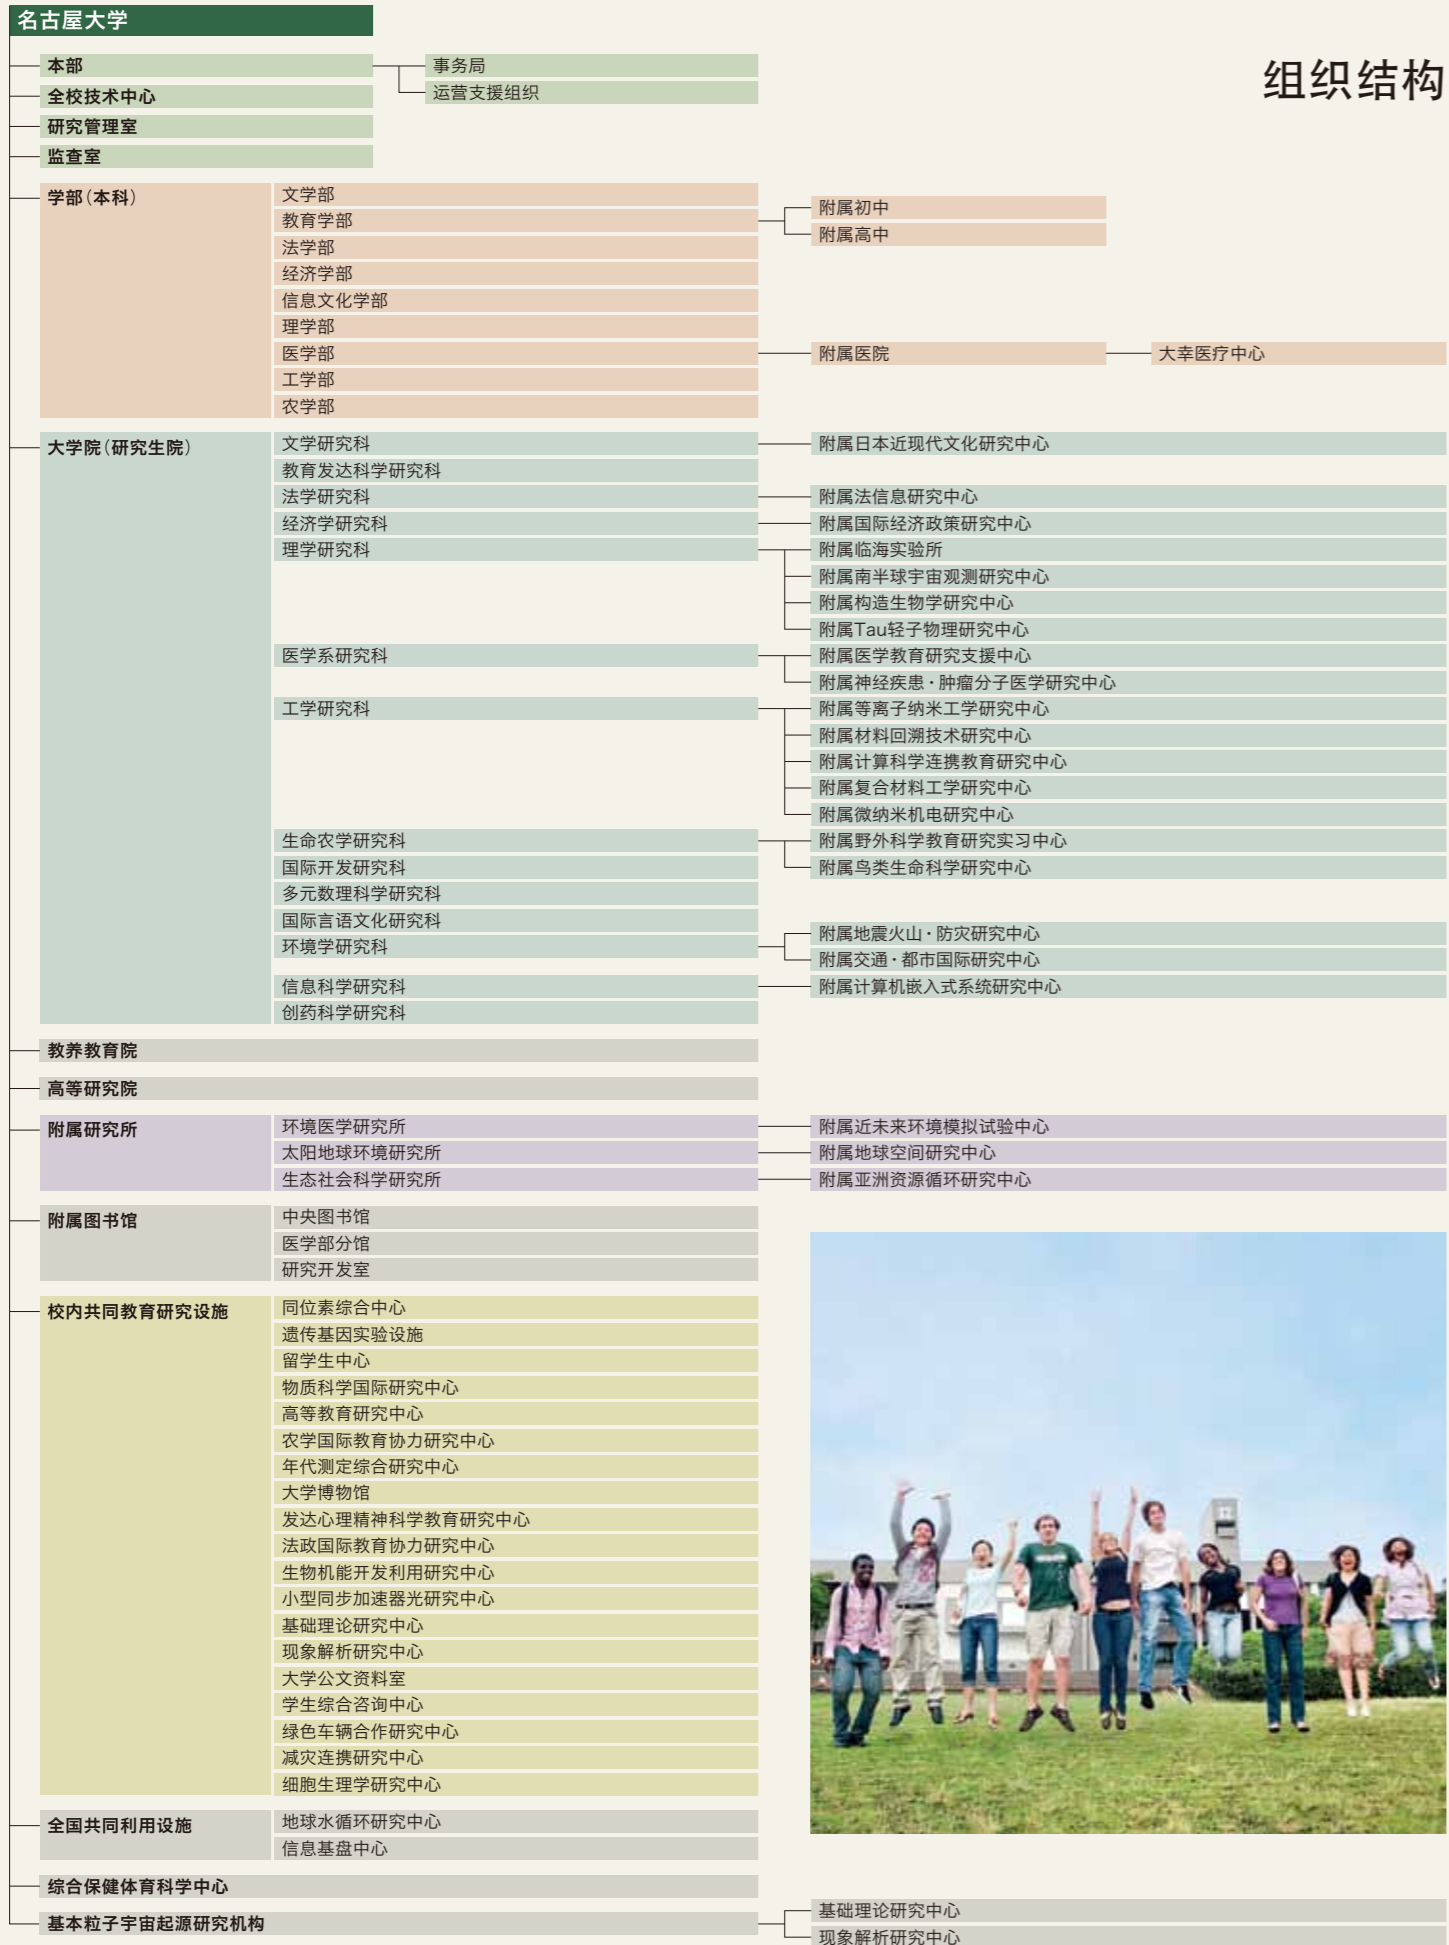 名古屋大学
组织结构
本部
事务局
运营支援组织
全校技术中心
研究管理室
监查室
学部(本科)
文学部
教育学部
附属初中
附属高中
法学部
经济学部
信息文化学部
理学部
医学部
附属医院
大幸医疗中心
工学部
农学部
大学院(研究生院)
文学研究科
附属日本近现代文化研究中心
教育发达科学研究科
法学研究科
附属法信息研究中心
经济学研究科
附属国际经济政策研究中心
理学研究科
附属临海实验所
附属南半球宇宙观测研究中心
附属构造生物学研究中心
附属Tau轻子物理研究中心
医学系研究科
附属医学教育研究支援中心
附属神经疾患·肿瘤分子医学研究中心
工学研究科
附属等离子纳米工学研究中心
附属材料回溯技术研究中心
附属计算科学连携教育研究中心
附属复合材料工学研究中心
附属微纳米机电研究中心
生命农学研究科
附属野外科学教育研究实习中心
附属鸟类生命科学研究中心
国际开发研究科
多元数理科学研究科
国际言语文化研究科
环境学研究科
附属地震火山·防灾研究中心
附属交通·都市国际研究中心
信息科学研究科
附属计算机嵌入式系统研究中心
创药科学研究科
教养教育院
高等研究院
附属研究所
环境医学研究所
附属近未来环境模拟试验中心
太阳地球环境研究所
附属地球空间研究中心
生态社会科学研究所
附属亚洲资源循环研究中心
附属图书馆
中央图书馆
医学部分馆
研究开发室
校内共同教育研究设施
同位素综合中心
遗传基因实验设施
留学生中心
物质科学国际研究中心
高等教育研究中心
农学国际教育协力研究中心
年代测定综合研究中心
大学博物馆
发达心理精神科学教育研究中心
法政国际教育协力研究中心
生物机能开发利用研究中心
小型同步加速器光研究中心
基础理论研究中心
现象解析研究中心
大学公文资料室
学生综合咨询中心
绿色车辆合作研究中心
减灾连携研究中心
细胞生理学研究中心
全国共同利用设施
地球水循环研究中心
信息基盘中心
综合保健体育科学中心
基本粒子宇宙起源研究机构
基础理论研究中心
现象解析研究中心